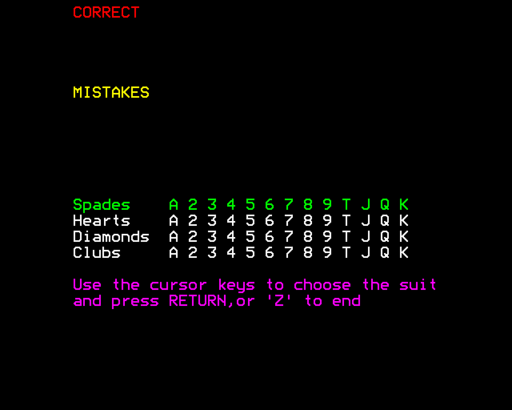 CORRECT
MISTAKES
Spades A 2 3 4 5 6 7 8 9 T J Q K
Hearts A 2 3 4 5 6 7 8 9 T J Q K
Diamonds A 2 3 4 5 6 7 8 9 T J Q K
Clubs A 2 3 4 5 6 7 8 9 T J Q K
Use the cursor keys to choose the suit
and press RETURN,or 'Z' to end